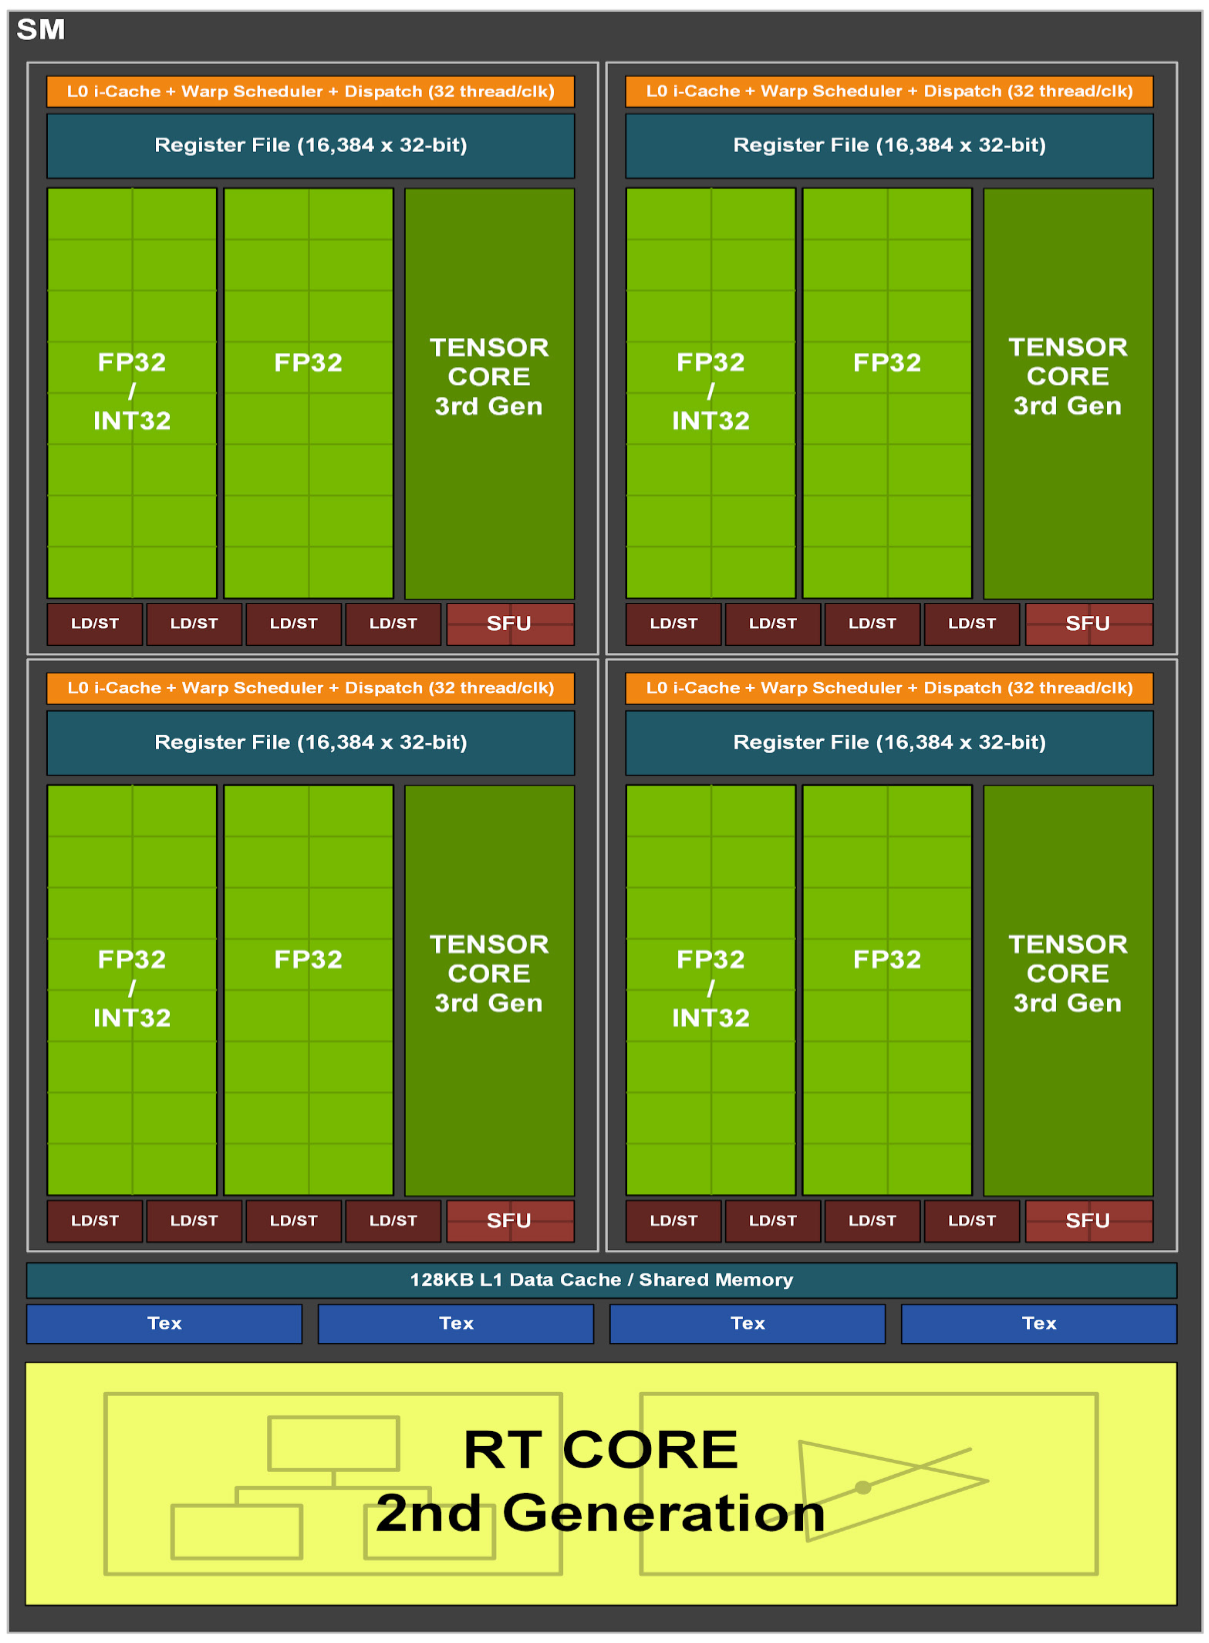 SM
L0 i-Cache + Warp Scheduler + Dispatch (32 thread/clk)
Register File (16,384 x 32-bit)
FP32
/
INT32
FP32
TENSOR
CORE
3rd Gen
LD/ST
LD/ST
LD/ST
LD/ST
SFU
L0 i-Cache + Warp Scheduler + Dispatch (32 thread/clk)
Register File (16,384 x 32-bit)
FP32
/
INT32
FP32
TENSOR
CORE
3rd Gen
LD/ST
LD/ST
LD/ST
LD/ST
SFU
L0 i-Cache + Warp Scheduler + Dispatch (32 thread/clk)
Register File (16,384 x 32-bit)
FP32
/
INT32
FP32
TENSOR
CORE
3rd Gen
LD/ST
LD/ST
LD/ST
LD/ST
SFU
L0 i-Cache + Warp Scheduler + Dispatch (32 thread/clk)
Register File (16,384 x 32-bit)
FP32
/
INT32
FP32
TENSOR
CORE
3rd Gen
LD/ST
LD/ST
LD/ST
LD/ST
SFU
128KB L1 Data Cache / Shared Memory
Tex
Tex
Tex
Tex
RT CORE
2nd Generation